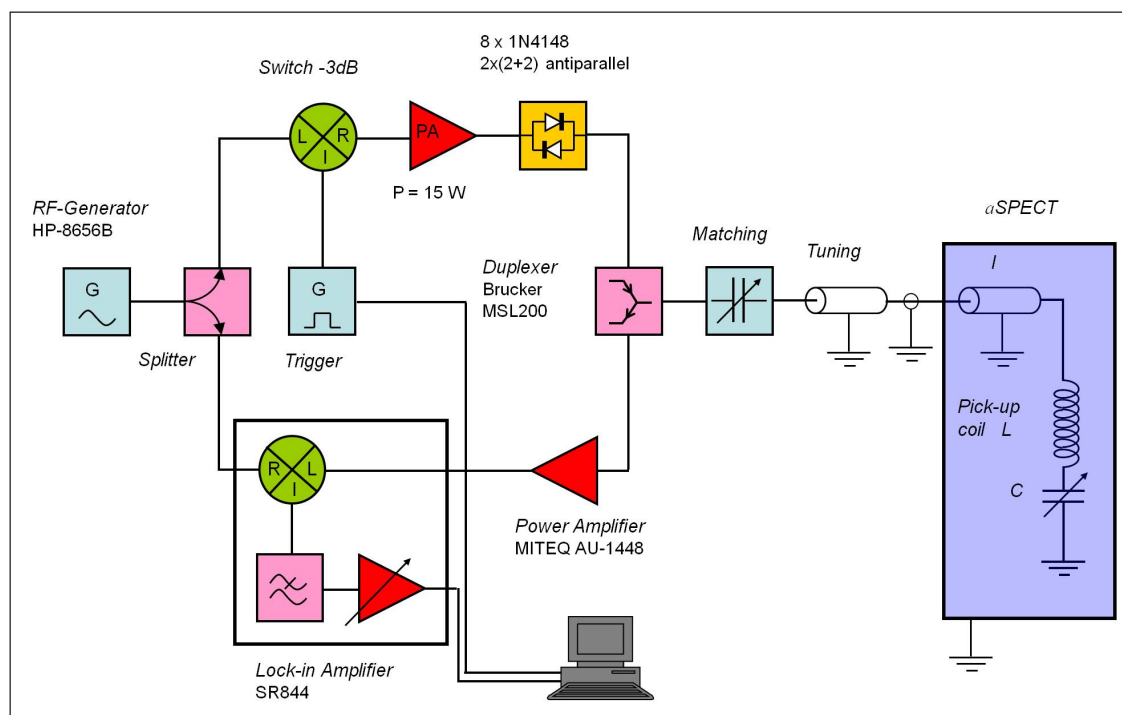 8 x 1N4148
2x(2+2) antiparallel
Switch -3dB
L R
I
PA
P = 15 W
RF-Generator
HP-8656B
G
Splitter
G
Trigger
Duplexer
Brucker
MSL200
Matching
Tuning
aSPECT
l
Pick-up
coil L
C
R L
I
Power Amplifier
MITEQ AU-1448
Lock-in Amplifier
SR844